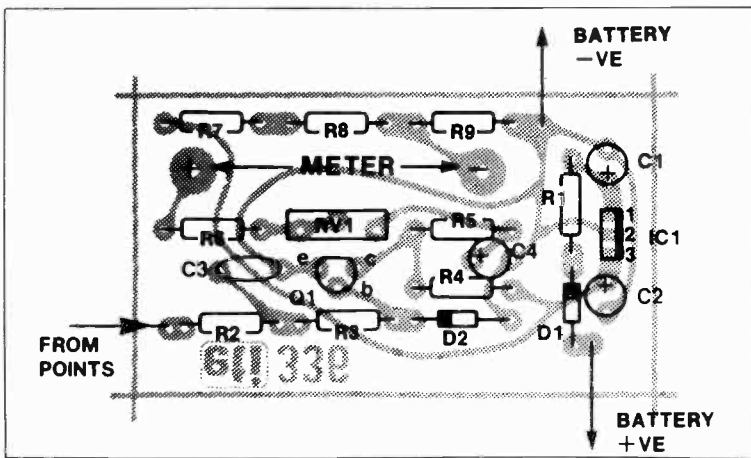 BATTERY
−VE
R7
R8
R9
C1
+
METER
-
+
R1
R6
RV1
R5
1
2
3
IC1
C3
e
c
C4
+
R4
+
C2
Q1
b
R2
R3
D2
D1
FROM
POINTS
BATTERY
+VE